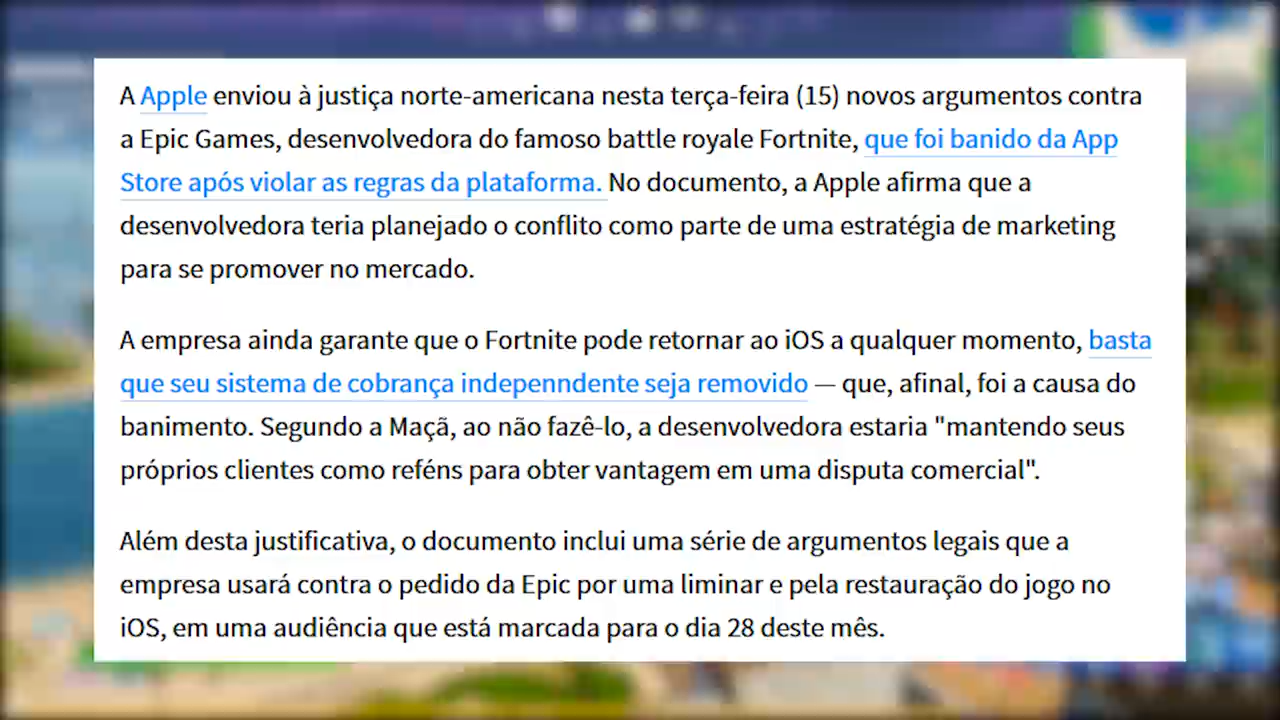 A Apple enviou à justiça norte-americana nesta terça-feira (15) novos argumentos contra
a Epic Games, desenvolvedora do famoso battle royale Fortnite, que foi banido da App
Store após violar as regras da plataforma. No documento, a Apple afirma que a
desenvolvedora teria planejado o conflito como parte de uma estratégia de marketing
para se promover no mercado.
A empresa ainda garante que o Fortnite pode retornar ao iOS a qualquer momento, basta
que seu sistema de cobrança indepenndente seja removido — que, afinal, foi a causa do
banimento. Segundo a Maçã, ao não fazê-lo, a desenvolvedora estaria "mantendo seus
próprios clientes como reféns para obter vantagem em uma disputa comercial".
Além desta justificativa, o documento inclui uma série de argumentos legais que a
empresa usará contra o pedido da Epic por uma liminar e pela restauração do jogo no
iOS, em uma audiência que está marcada para o dia 28 deste mês.